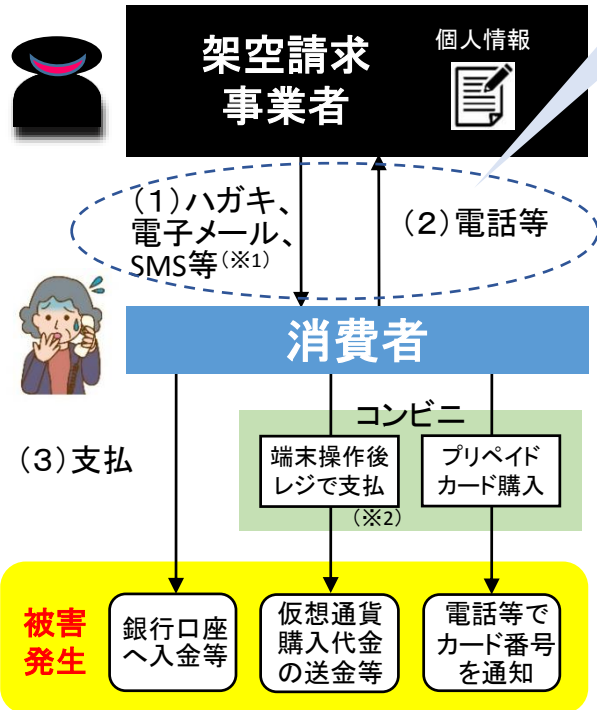 架空請求
事業者
個人情報
(1)ハガキ、
電子メール、
SMS等(※1)
(2)電話等
消費者
(3)支払
コンビニ
端末操作後
レジで支払
(※2)
プリペイド
カード購入
被害
発生
銀行口座
へ入金等
仮想通貨
購入代金
の送金等
電話等で
カード番号
を通知